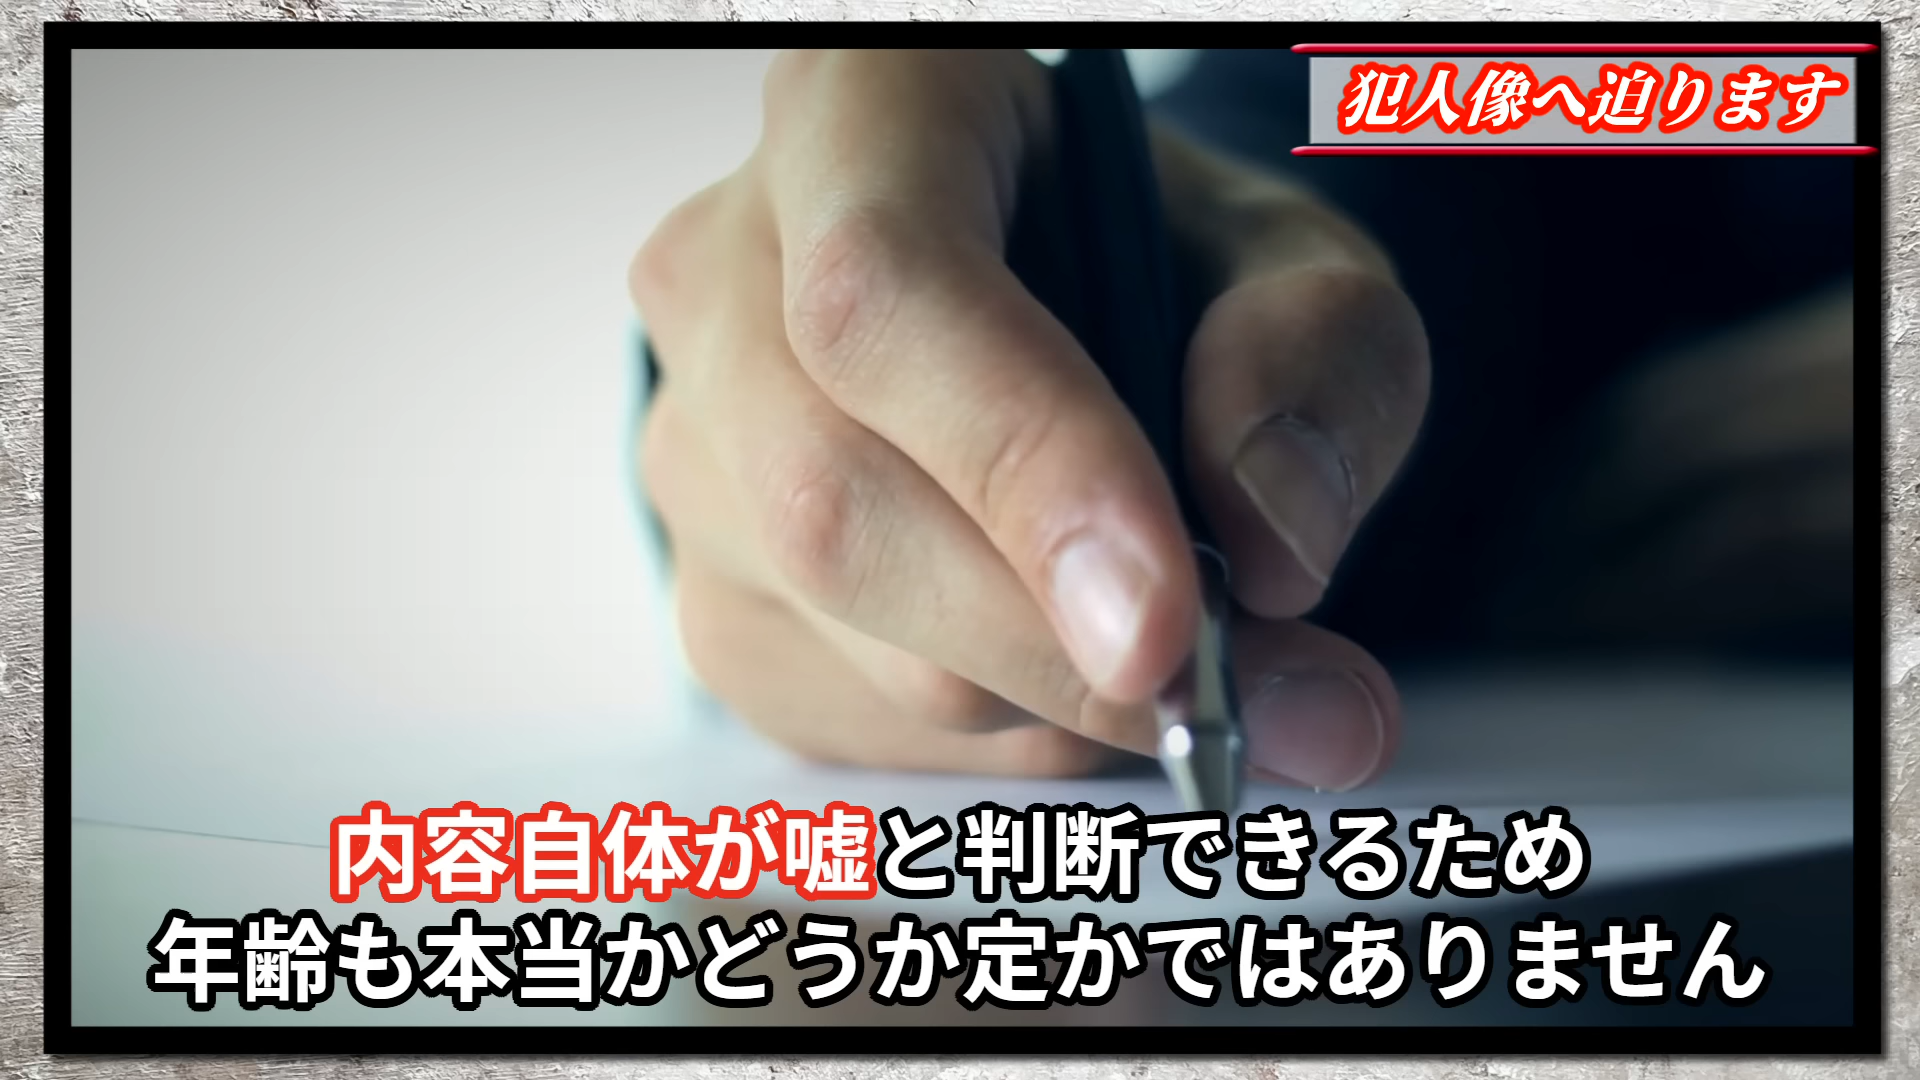 犯人像へ迫ります
内容自体が嘘と判断できるため
年齢も本当かどうか定かではありません